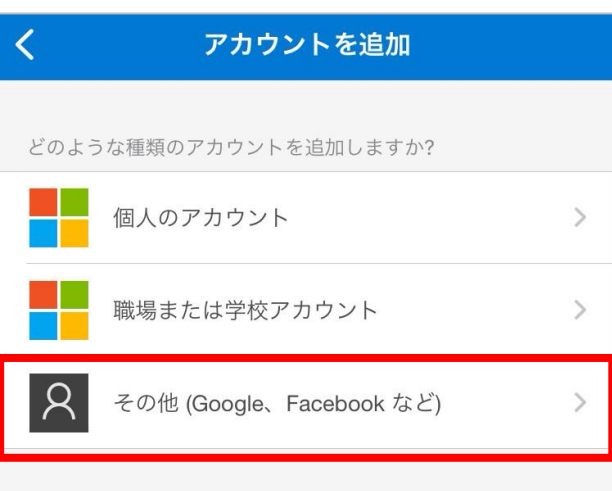 アカウントを追加
どのような種類のアカウントを追加しますか?
個人のアカウント
職場または学校アカウント
その他 (Google、Facebook など)